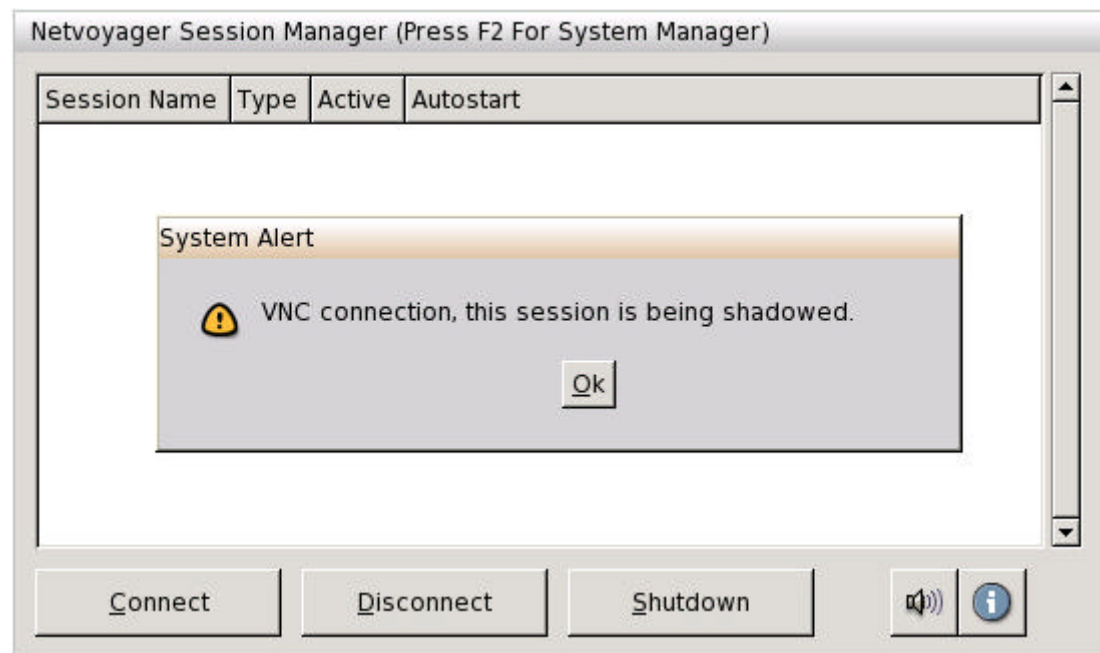 Netvoyager Session Manager (Press F2 For System Manager)
Session Name Type Active Autostart
System Alert
VNC connection, this session is being shadowed.
Ok
Connect Disconnect Shutdown